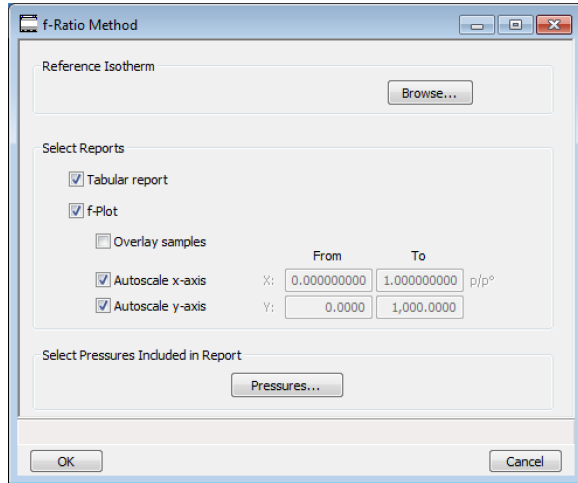 f-Ratio Method
Reference Isotherm
Browse...
Select Reports
Tabular report
f-Plot
Overlay samples
From To
Autoscale x-axis X: 0.000000000 1.000000000 p/p°
Autoscale y-axis Y: 0.0000 1,000.0000
Select Pressures Included in Report
Pressures...
OK Cancel